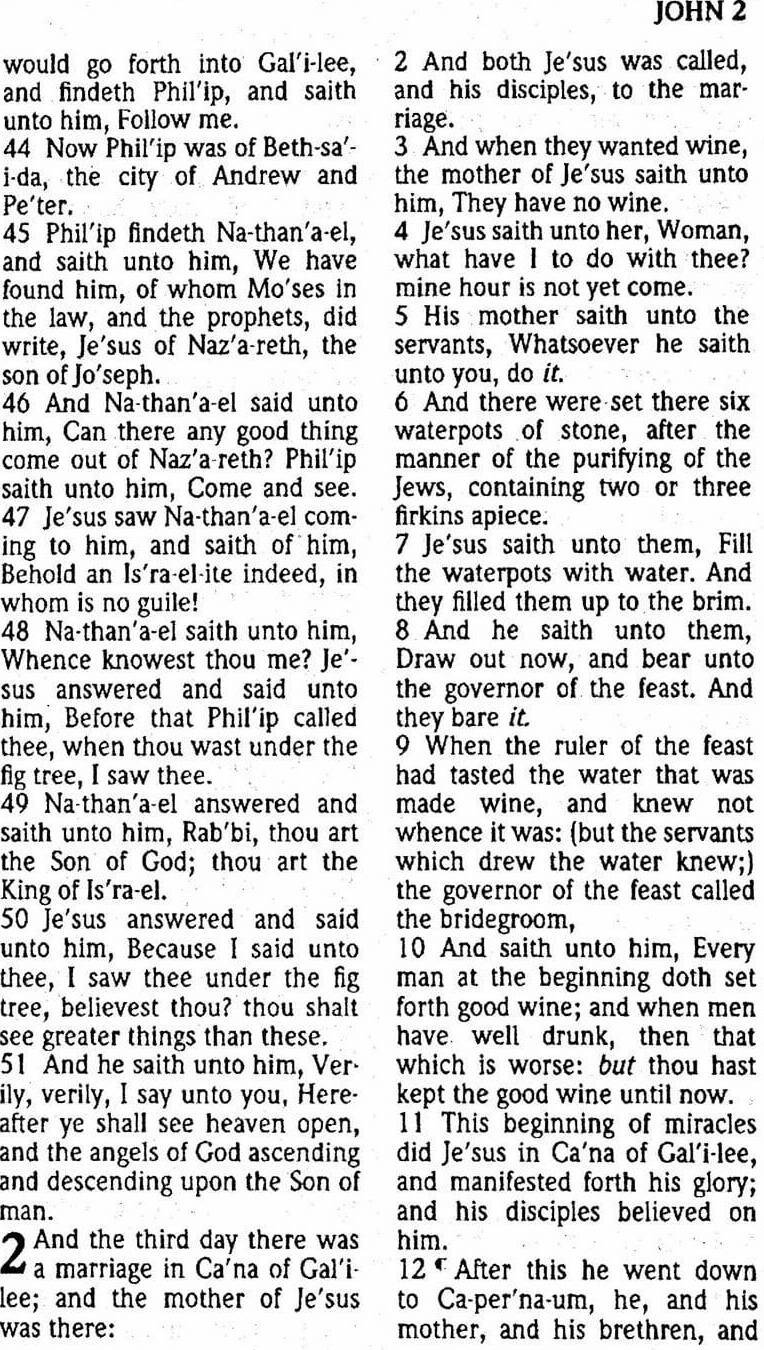 JOHN 2
would go forth into Gal'i-lee,
and findeth Phil'ip, and saith
unto him, Follow me.
44 Now Phil'ip was of Beth-sa'-
i-da, the city of Andrew and
Pe'ter.
45 Phil'ip findeth Na-than'a-el,
and saith unto him, We have
found him, of whom Mo'ses in
the law, and the prophets, did
write, Je'sus of Naz'a-reth, the
son of Jo'seph.
46 And Na-than'a-el said unto
him, Can there any good thing
come out of Naz'a-reth? Phil'ip
saith unto him, Come and see.
47 Je'sus saw Na-than'a-el com-
ing to him, and saith of him,
Behold an Is'ra-el-ite indeed, in
whom is no guile!
48 Na-than'a-el saith unto him,
Whence knowest thou me? Je'-
sus answered and said unto
him, Before that Phil'ip called
thee, when thou wast under the
fig tree, I saw thee.
49 Na-than'a-el answered and
saith unto him, Rab'bi, thou art
the Son of God; thou art the
King of Is'ra-el.
50 Je'sus answered and said
unto him, Because I said unto
thee, I saw thee under the fig
tree, believest thou? thou shalt
see greater things than these.
51 And he saith unto him, Ver-
ily, verily, I say unto you, Here-
after ye shall see heaven open,
and the angels of God ascending
and descending upon the Son of
man.
2 And the third day there was
a marriage in Ca'na of Gal'i-
lee; and the mother of Je'sus
was there:
2 And both Je'sus was called,
and his disciples, to the mar-
riage.
3 And when they wanted wine,
the mother of Je'sus saith unto
him, They have no wine.
4 Je'sus saith unto her, Woman,
what have I to do with thee?
mine hour is not yet come.
5 His mother saith unto the
servants, Whatsoever he saith
unto you, do it.
6 And there were set there six
waterpots of stone, after the
manner of the purifying of the
Jews, containing two or three
firkins apiece.
7 Je'sus saith unto them, Fill
the waterpots with water. And
they filled them up to the brim.
8 And he saith unto them,
Draw out now, and bear unto
the governor of the feast. And
they bare it.
9 When the ruler of the feast
had tasted the water that was
made wine, and knew not
whence it was: (but the servants
which drew the water knew;)
the governor of the feast called
the bridegroom,
10 And saith unto him, Every
man at the beginning doth set
forth good wine; and when men
have well drunk, then that
which is worse: but thou hast
kept the good wine until now.
11 This beginning of miracles
did Je'sus in Ca'na of Gal'i-lee,
and manifested forth his glory;
and his disciples believed on
him.
12 ¶ After this he went down
to Ca-per'na-um, he, and his
mother, and his brethren, and